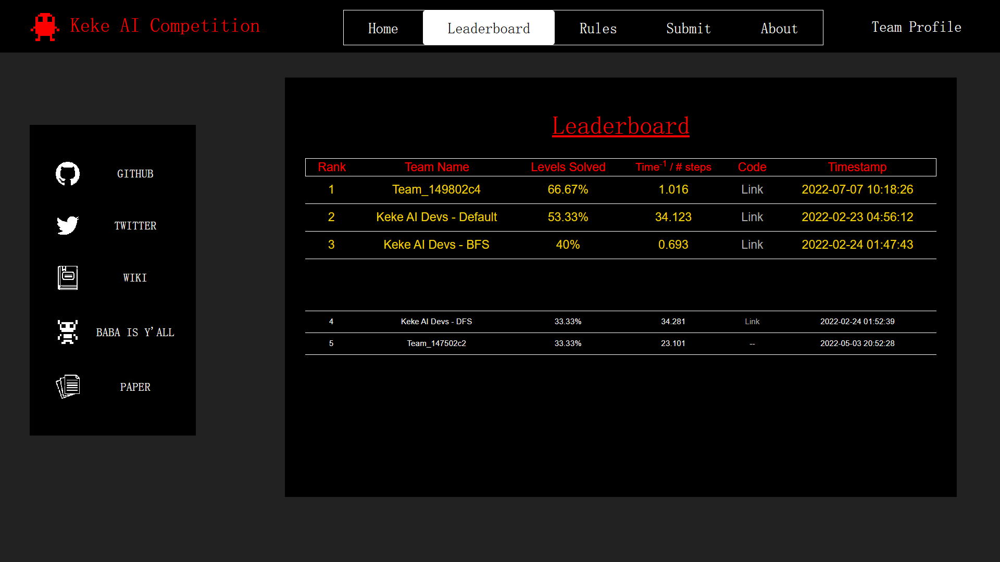 Keke AI Competition
Home Leaderboard Rules Submit About
Team Profile
GITHUB
TWITTER
WIKI
BABA IS Y'ALL
PAPER
Leaderboard
Rank Team Name Levels Solved Time⁻¹ / # steps Code Timestamp
1 Team_149802c4 66.67% 1.016 Link 2022-07-07 10:18:26
2 Keke AI Devs - Default 53.33% 34.123 Link 2022-02-23 04:56:12
3 Keke AI Devs - BFS 40% 0.693 Link 2022-02-24 01:47:43
4 Keke AI Devs - DFS 33.33% 34.281 Link 2022-02-24 01:52:39
5 Team_147502c2 33.33% 23.101 -- 2022-05-03 20:52:28